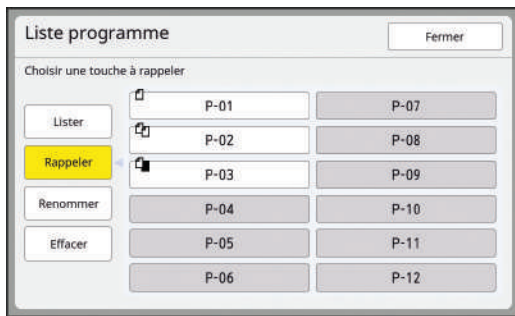 Liste programme
Fermer
Choisir une touche à rappeler
Lister
Rappeler
Renommer
Effacer
P-01
P-02
P-03
P-04
P-05
P-06
P-07
P-08
P-09
P-10
P-11
P-12